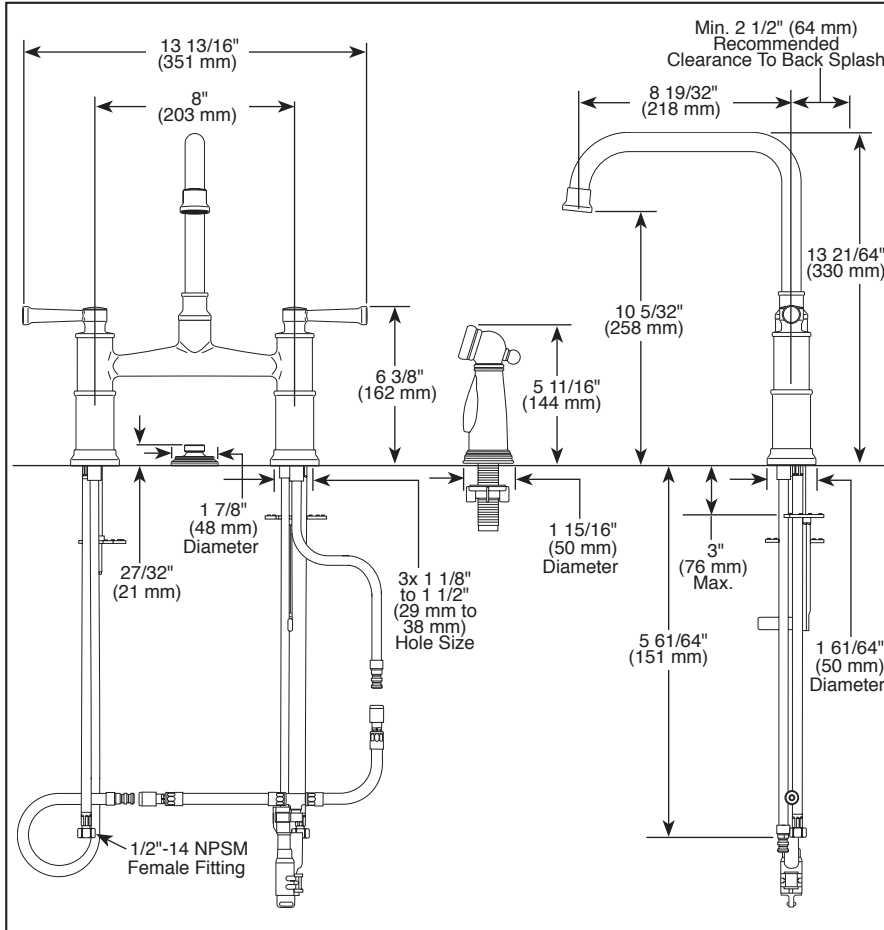 13 13/16"
(351 mm)
8"
(203 mm)
Min. 2 1/2" (64 mm)
Recommended
Clearance To Back Splash
8 19/32"
(218 mm)
13 21/64"
(330 mm)
10 5/32"
(258 mm)
6 3/8"
(162 mm)
5 11/16"
(144 mm)
1 7/8"
(48 mm)
Diameter
27/32"
(21 mm)
3x 1 1/8"
to 1 1/2"
(29 mm to
38 mm)
Hole Size
1 15/16"
(50 mm)
Diameter
3"
(76 mm)
Max.
5 61/64"
(151 mm)
1 61/64"
(50 mm)
Diameter
1/2"-14 NPSM
Female Fitting